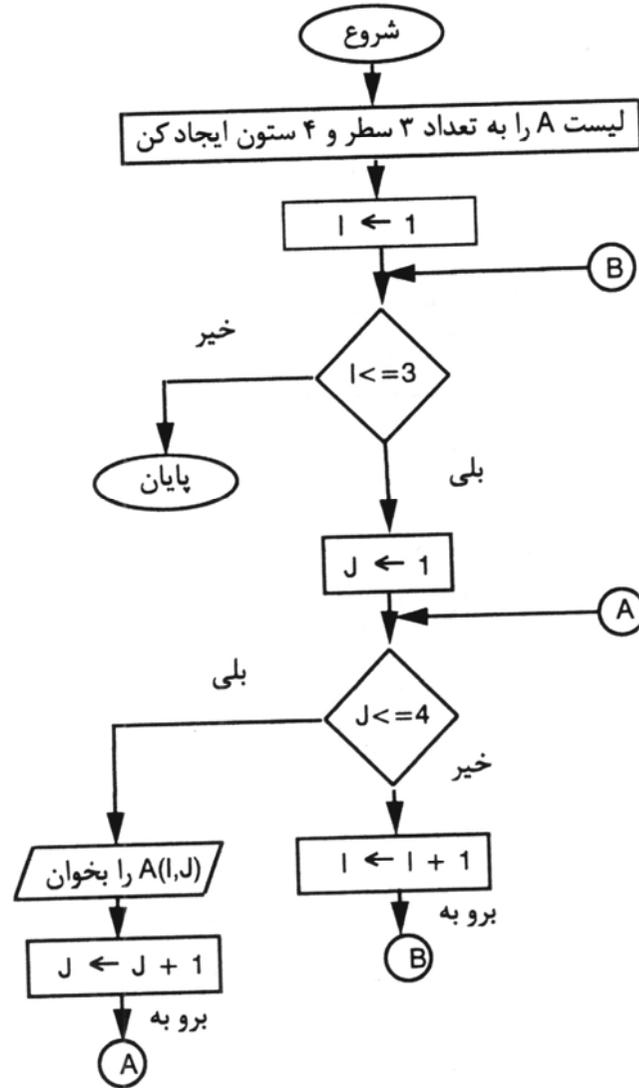 شروع
لیست A را به تعداد ۳ سطر و ۴ ستون ایجاد کن
I ← 1
B
I<=3
خیر
پایان
بلی
J ← 1
A
J<=4
بلی
خیر
A(I,J) را بخوان
I ← I + 1
برو به
B
J ← J + 1
برو به
A